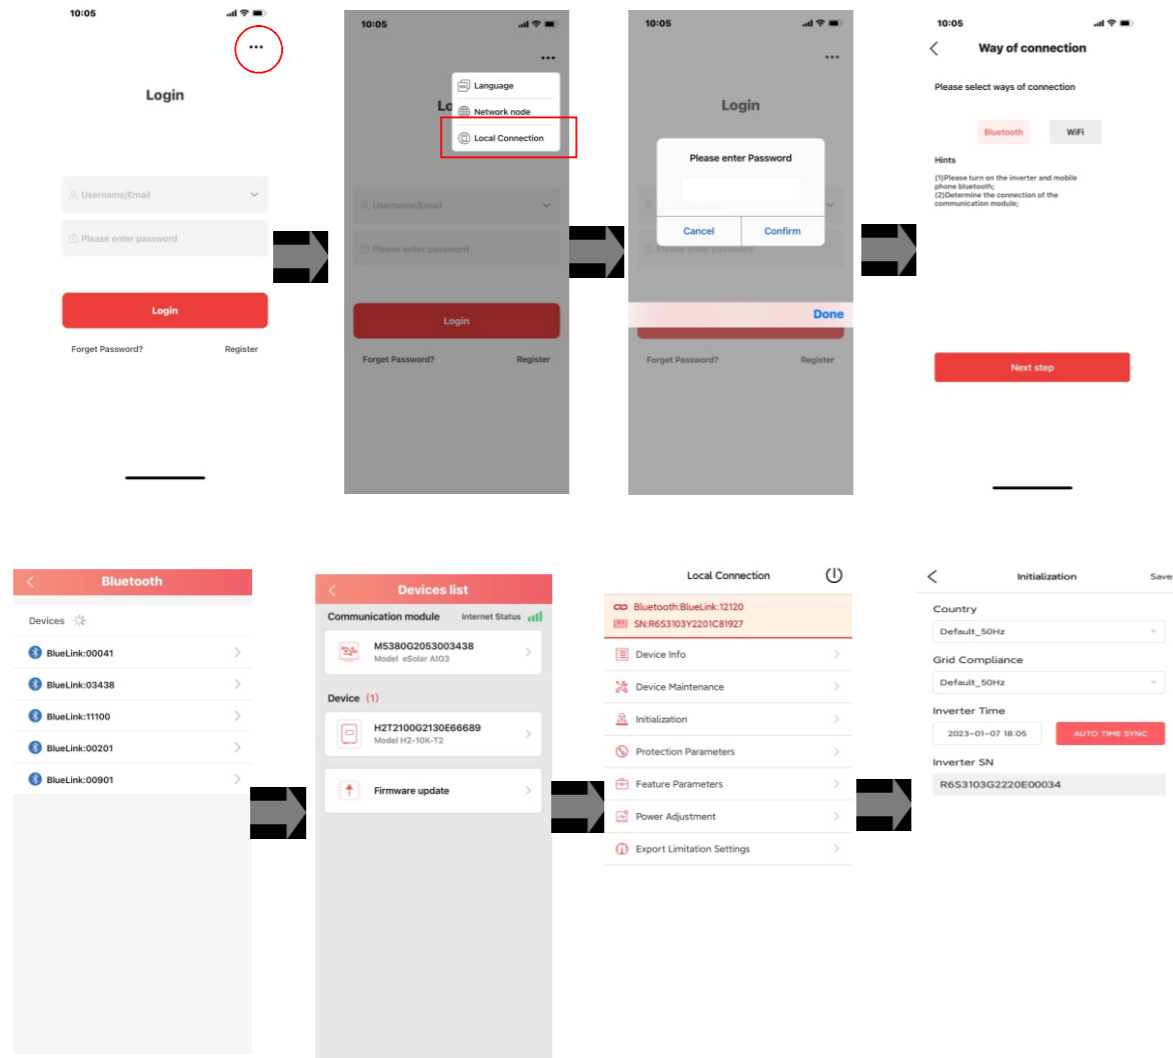 10:05
Login
Username/Email
Please enter password
Login
Forget Password?
Register
10:05
Language
Network node
Local Connection
Lo
Username/Email
Please enter password
Login
Forget Password?
Register
10:05
Login
Please enter Password
Cancel
Confirm
Please enter password
Done
Forget Password?
Register
10:05
Way of connection
Please select ways of connection
Bluetooth
WiFi
Hints
(1)Please turn on the inverter and mobile
phone bluetooth;
(2)Determine the connection of the
communication module;
Next step
Bluetooth
Devices
BlueLink:00041
BlueLink:03438
BlueLink:11100
BlueLink:00201
BlueLink:00901
Devices list
Communication module
Internet Status
M5380G2053003438
Model eSolar AIO3
Device (1)
H2T2100G2130E66689
Model H2-10K-T2
Firmware update
Local Connection
Bluetooth:BlueLink:12120
SN:R6S3103Y2201C81927
Device Info
Device Maintenance
Initialization
Protection Parameters
Feature Parameters
Power Adjustment
Export Limitation Settings
Initialization
Save
Country
Default_50Hz
Grid Compliance
Default_50Hz
Inverter Time
2023-01-07 18:05
AUTO TIME SYNC
Inverter SN
R6S3103G2220E00034